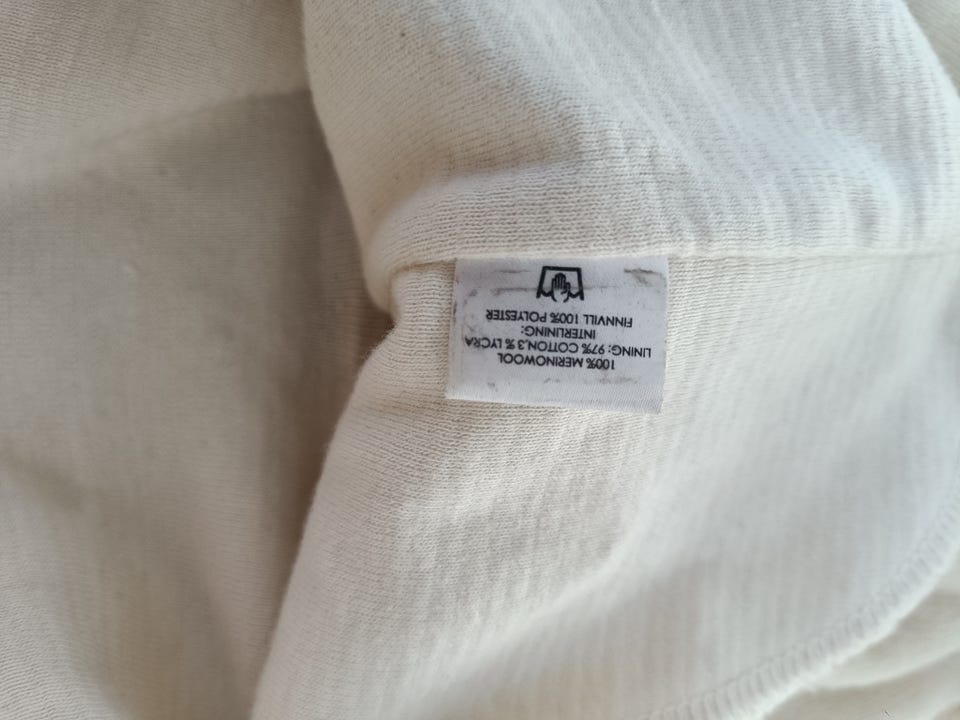 100% MERINOWOOL
LINING: 97% COTTON,3 % LYCRA
INTERLINING:
FINNVILL 100% POLYESTER